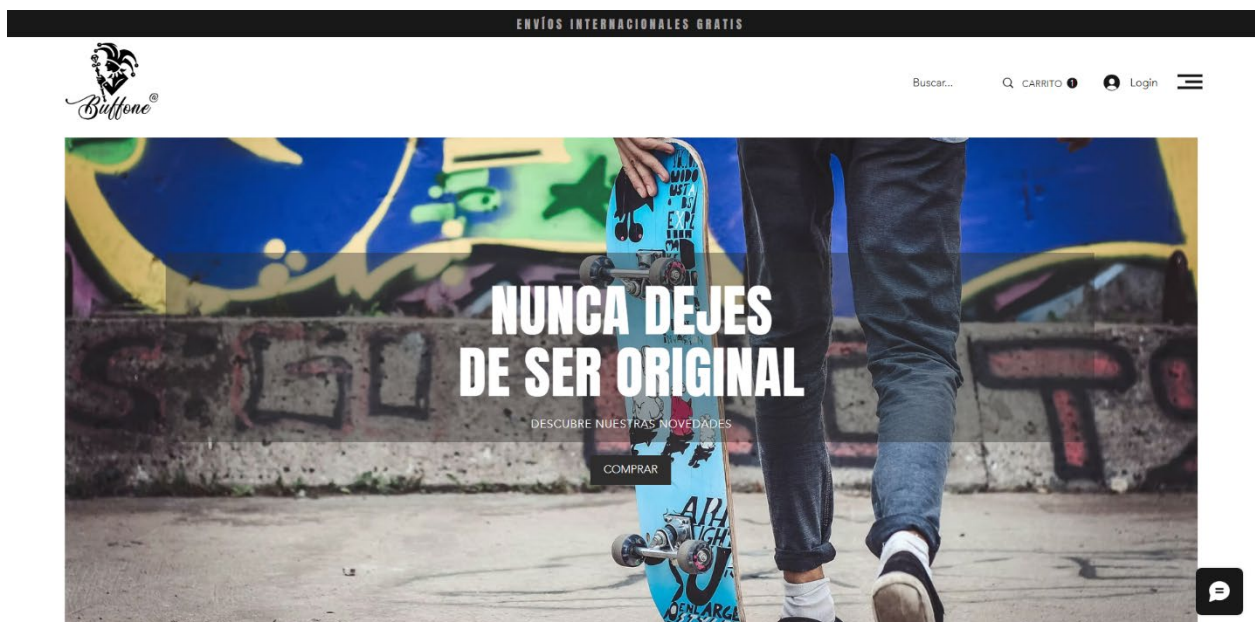 ENVÍOS INTERNACIONALES GRATIS
Buffone®
Buscar...
CARRITO 1
Login
NUNCA DEJES
DE SER ORIGINAL
DESCUBRE NUESTRAS NOVEDADES
COMPRAR